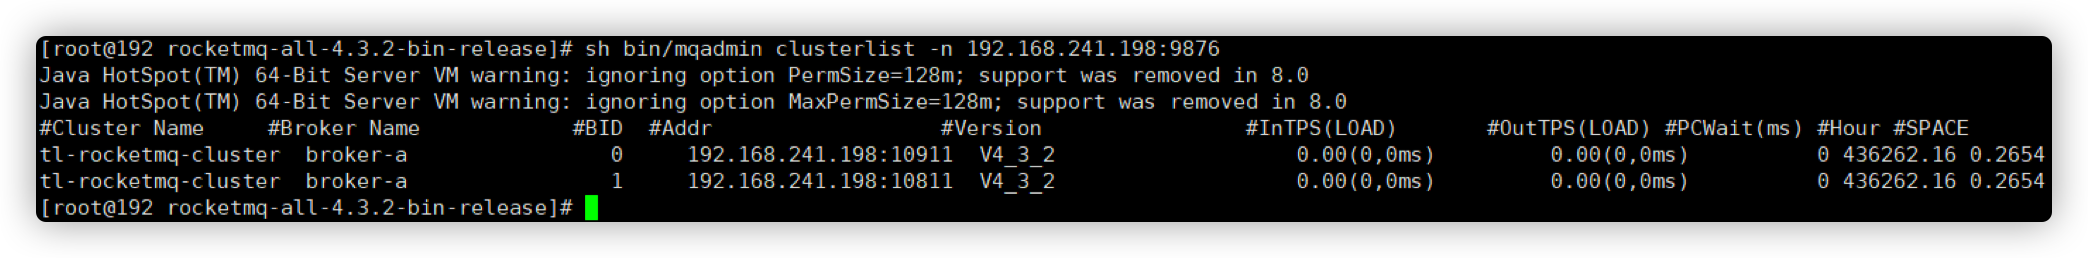 [root@192 rocketmq-all-4.3.2-bin-release]# sh bin/mqadmin clusterlist -n 192.168.241.198:9876
Java HotSpot(TM) 64-Bit Server VM warning: ignoring option PermSize=128m; support was removed in 8.0
Java HotSpot(TM) 64-Bit Server VM warning: ignoring option MaxPermSize=128m; support was removed in 8.0
#Cluster Name     #Broker Name            #BID  #Addr                  #Version                #InTPS(LOAD)       #OutTPS(LOAD) #PCWait(ms) #Hour #SPACE
tl-rocketmq-cluster  broker-a                0     192.168.241.198:10911  V4_3_2                   0.00(0,0ms)         0.00(0,0ms)          0 436262.16 0.2654
tl-rocketmq-cluster  broker-a                1     192.168.241.198:10811  V4_3_2                   0.00(0,0ms)         0.00(0,0ms)          0 436262.16 0.2654
[root@192 rocketmq-all-4.3.2-bin-release]#